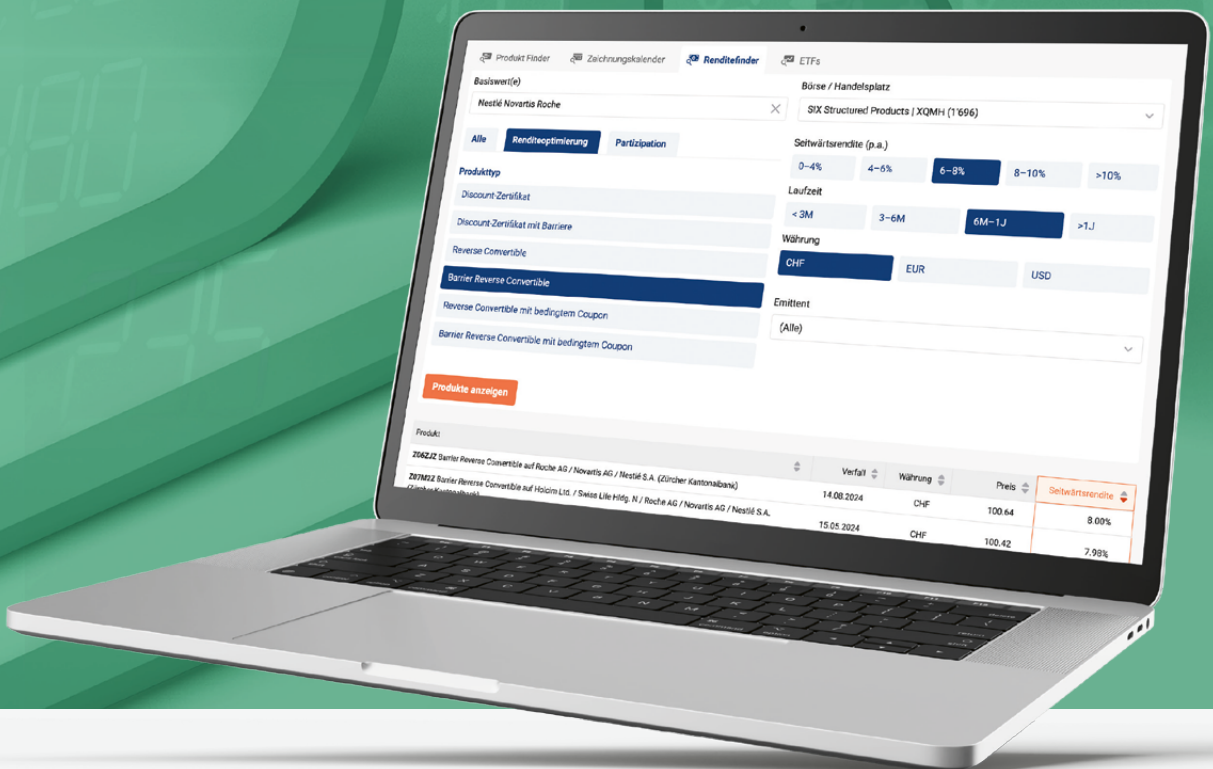 Produkt Finder
Zeichnungskalender
Renditefinder
ETFs
Basiswert(e)
Nestlé Novartis Roche
Börse / Handelsplatz
SIX Structured Products | XQMH (1'696)
Alle
Renditeoptimierung
Partizipation
Produkttyp
Discount-Zertifikat
Discount-Zertifikat mit Barriere
Reverse Convertible
Barrier Reverse Convertible
Reverse Convertible mit bedingtem Coupon
Barrier Reverse Convertible mit bedingtem Coupon
Seitwärtsrendite (p.a.)
0–4%
4–6%
6–8%
8–10%
>10%
Laufzeit
< 3M
3–6M
6M–1J
>1J
Währung
CHF
EUR
USD
Emittent
(Alle)
Produkte anzeigen
Produkt
Verfall
Währung
Preis
Seitwärtsrendite
Z06ZJZ Barrier Reverse Convertible auf Roche AG / Novartis AG / Nestlé S.A. (Zürcher Kantonalbank)
14.08.2024
CHF
100.64
8.00%
Z07M3Z Barrier Reverse Convertible auf Holcim Ltd. / Swiss Life Hldg. N / Roche AG / Novartis AG / Nestlé S.A.
(Zürcher Kantonalbank)
15.05.2024
CHF
100.42
7.98%